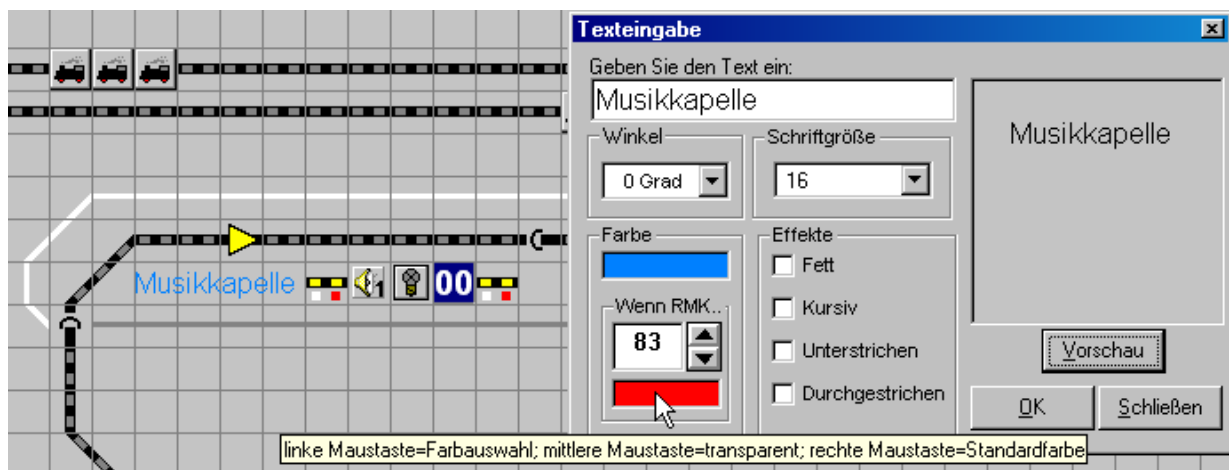 Texteingabe
Geben Sie den Text ein:
Musikkapelle
Musikkapelle
Winkel
Schriftgröße
0 Grad
16
Farbe
Effekte
Fett
Wenn RMK..
Kursiv
83
Unterstrichen
Vorschau
Durchgestrichen
OK
Schließen
Musikkapelle
1
00
linke Maustaste=Farbauswahl; mittlere Maustaste=transparent; rechte Maustaste=Standardfarbe